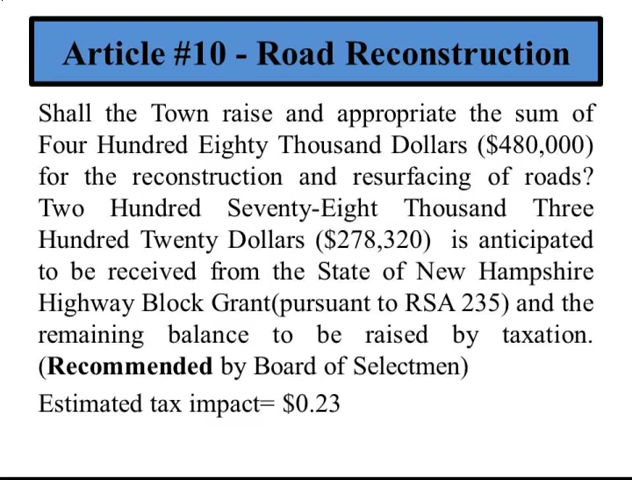 Article #10 - Road Reconstruction
Shall the Town raise and appropriate the sum of
Four Hundred Eighty Thousand Dollars ($480,000)
for the reconstruction and resurfacing of roads?
Two Hundred Seventy-Eight Thousand Three
Hundred Twenty Dollars ($278,320) is anticipated
to be received from the State of New Hampshire
Highway Block Grant(pursuant to RSA 235) and the
remaining balance to be raised by taxation.
(Recommended by Board of Selectmen)
Estimated tax impact= $0.23